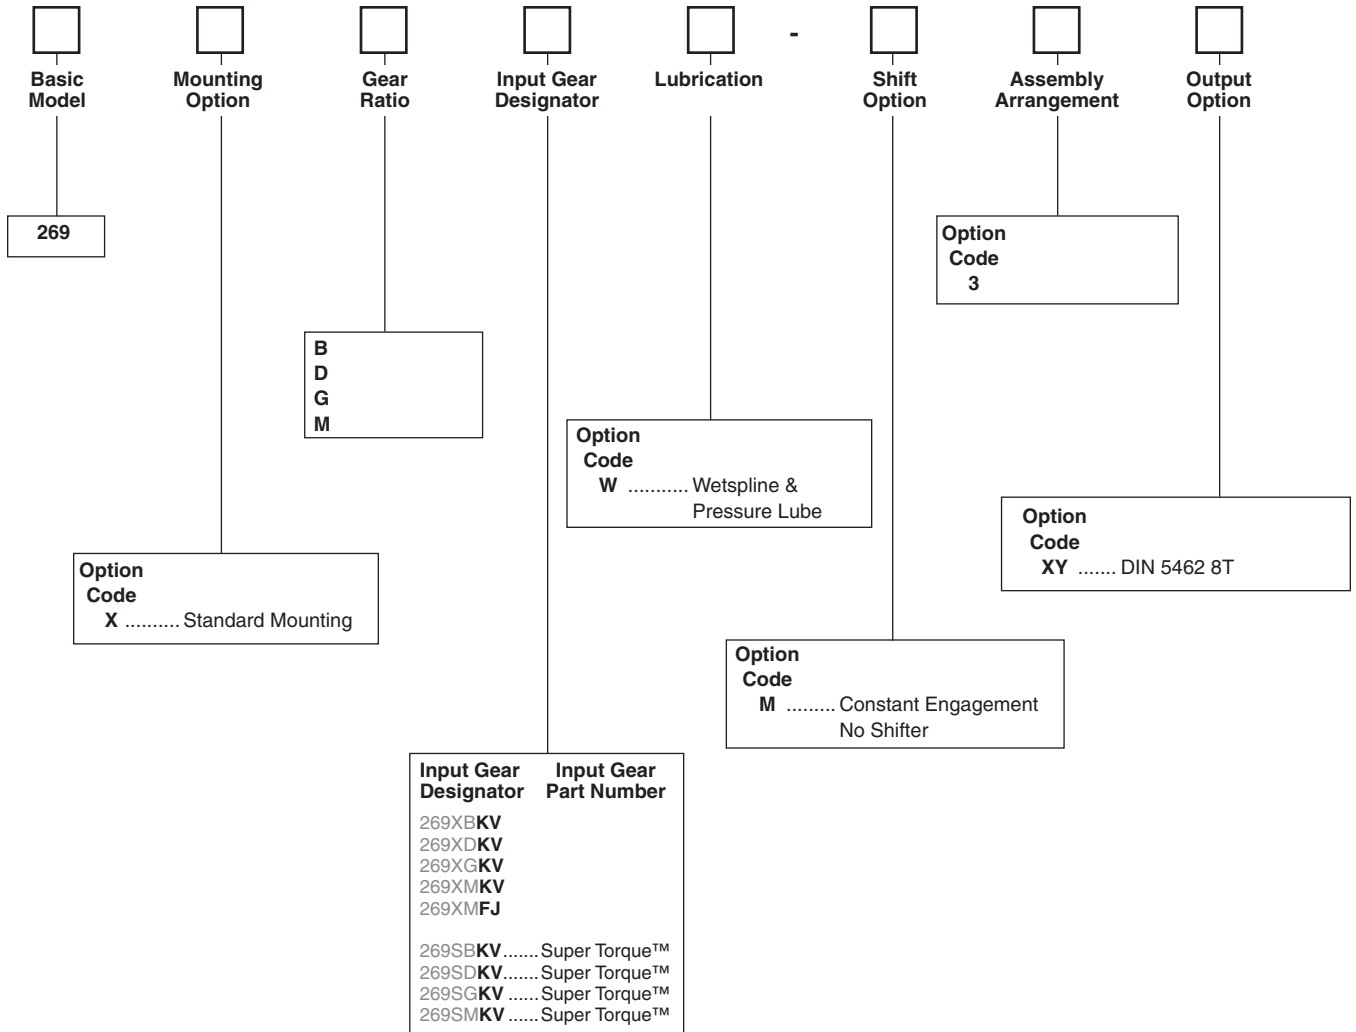 -
Basic
Model
Mounting
Option
Gear
Ratio
Input Gear
Designator
Lubrication
Shift
Option
Assembly
Arrangement
Output
Option
269
Option
Code
3
B
D
G
M
Option
Code
W ........... Wetspline &
Pressure Lube
Option
Code
XY ....... DIN 5462 8T
Option
Code
X .......... Standard Mounting
Option
Code
M ......... Constant Engagement
No Shifter
Input Gear Designator
Input Gear Part Number
269XBKV
269XDKV
269XGKV
269XMKV
269XMFJ
269SBKV.......Super Torque™
269SDKV.......Super Torque™
269SGKV ......Super Torque™
269SMKV ......Super Torque™